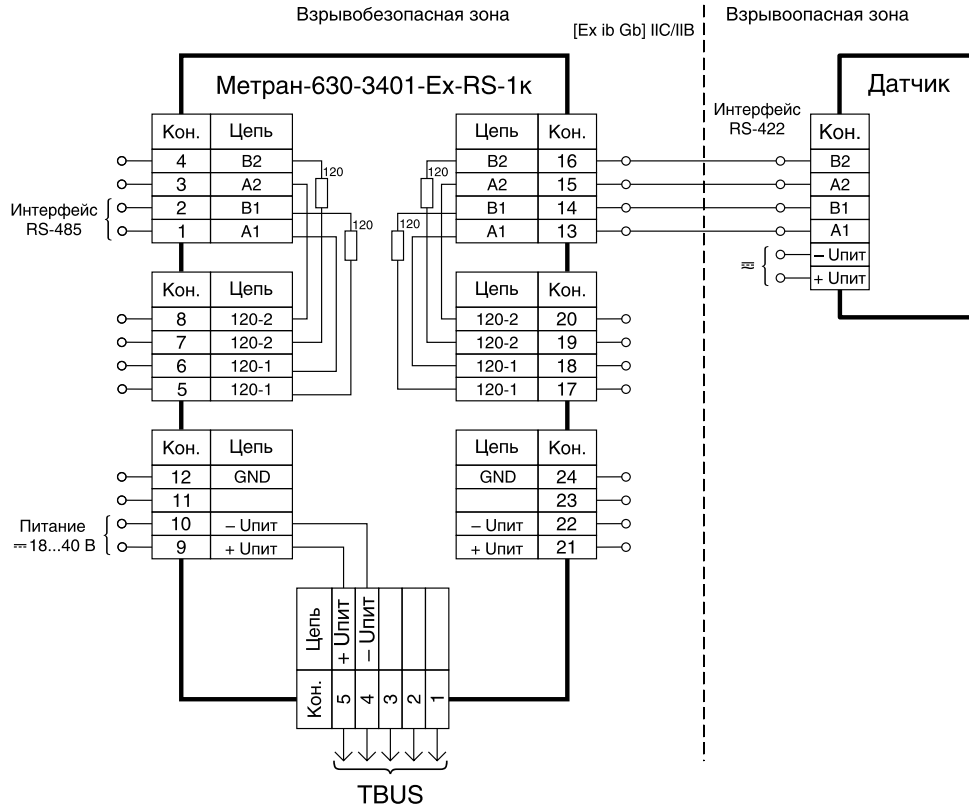 Взрывобезопасная зона
Взрывоопасная зона
[Ex ib Gb] IIC/IIB
Метран-630-3401-Ex-RS-1к
Датчик
Кон. Цепь
4 B2
3 A2
2 B1
1 A1
120
120
Интерфейс
RS-485
Цепь Кон.
B2 16
A2 15
B1 14
A1 13
120
120
Интерфейс
RS-422
Кон.
B2
A2
B1
A1
– Uпит
+ Uпит
Кон. Цепь
8 120-2
7 120-2
6 120-1
5 120-1
Цепь Кон.
120-2 20
120-2 19
120-1 18
120-1 17
Кон. Цепь
12 GND
11
10 – Uпит
9 + Uпит
Питание
⎓18...40 В
Цепь Кон.
GND 24
23
– Uпит 22
+ Uпит 21
Цепь + Uпит – Uпит
Кон. 5 4 3 2 1
TBUS